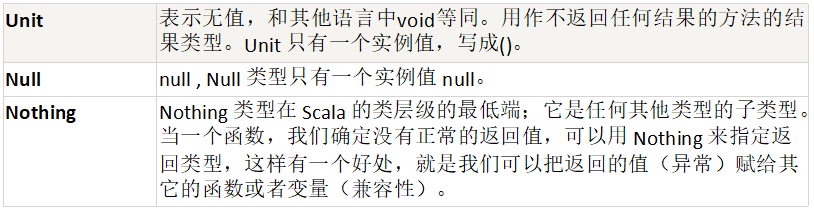 Unit 表示无值，和其他语言中void等同。用作不返回任何结果的方法的结
果类型。Unit 只有一个实例值，写成()。
Null null , Null 类型只有一个实例值 null。
Nothing Nothing 类型在 Scala 的类层级的最低端；它是任何其他类型的子类型。
当一个函数，我们确定没有正常的返回值，可以用 Nothing 来指定返
回类型，这样有一个好处，就是我们可以把返回的值（异常）赋给其
它的函数或者变量（兼容性）。